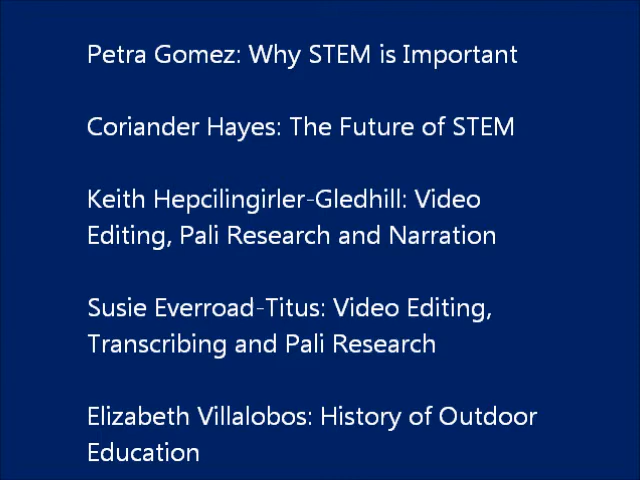 Petra Gomez: Why STEM is Important
Coriander Hayes: The Future of STEM
Keith Hepcilingirler-Gledhill: Video
Editing, Pali Research and Narration
Susie Everroad-Titus: Video Editing,
Transcribing and Pali Research
Elizabeth Villalobos: History of Outdoor
Education